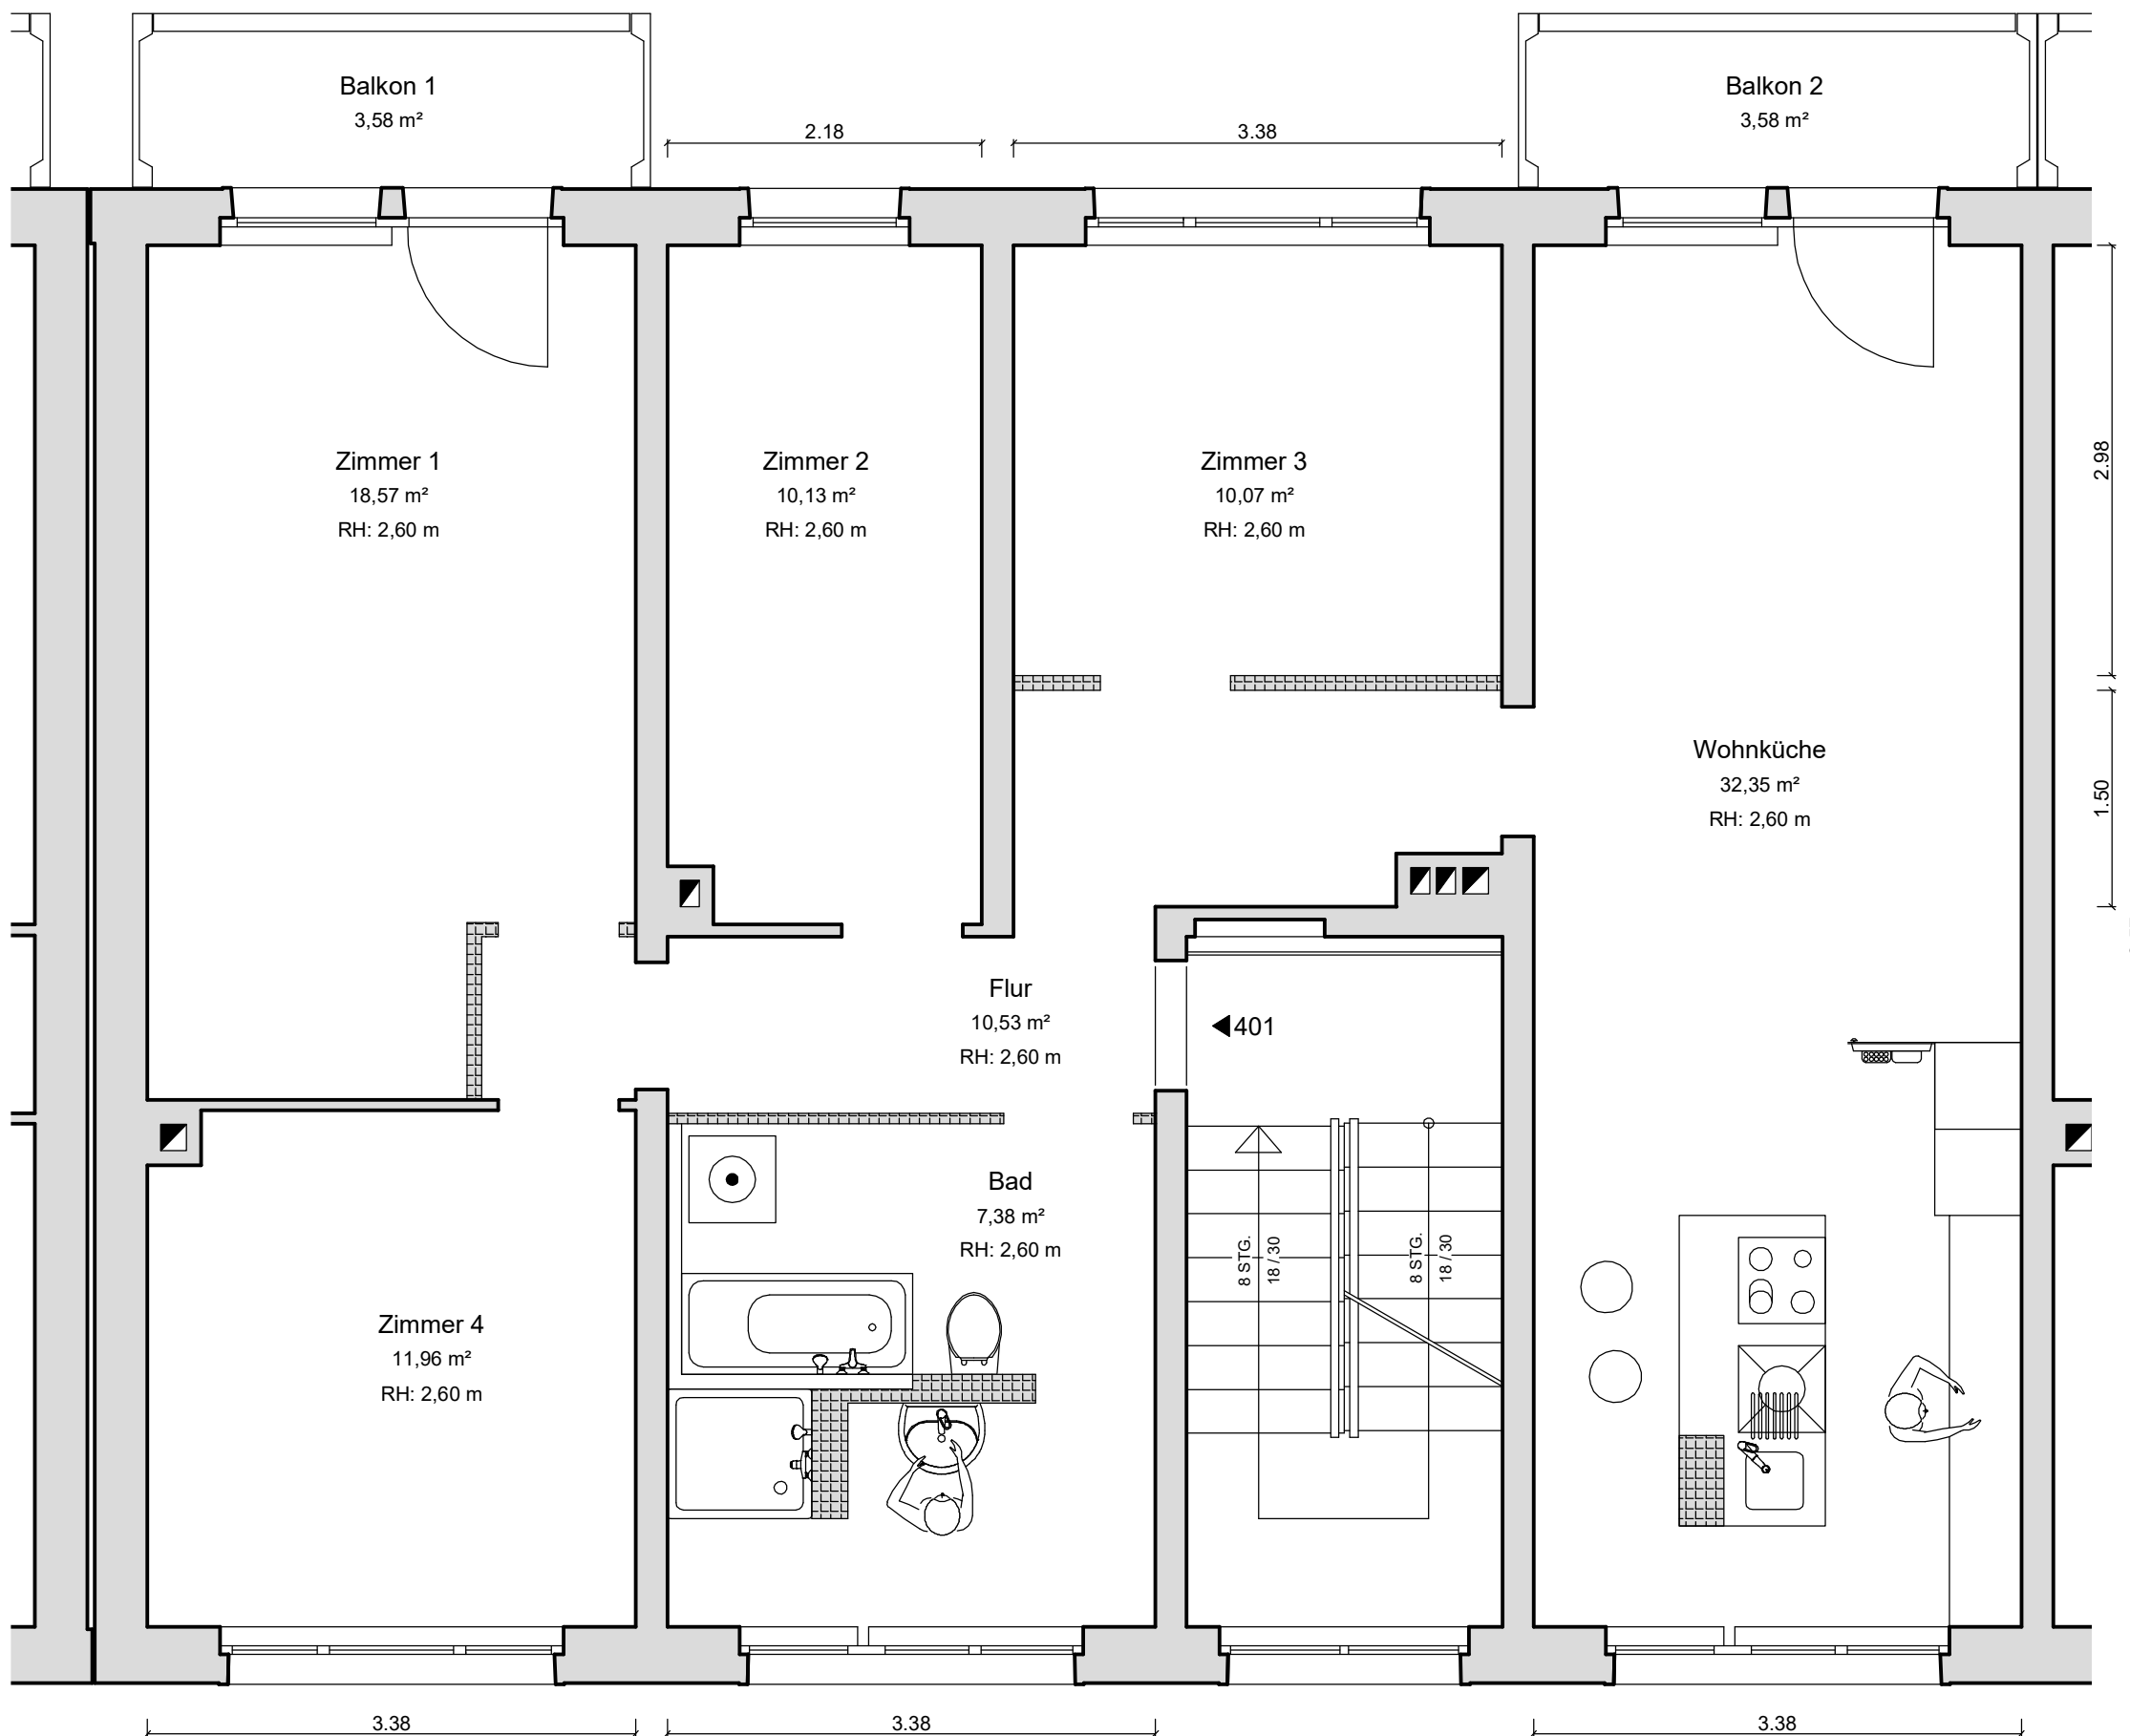 Balkon 1
3,58 m²
Balkon 2
3,58 m²
2.18
3.38
Zimmer 1
18,57 m²
RH: 2,60 m
Zimmer 2
10,13 m²
RH: 2,60 m
Zimmer 3
10,07 m²
RH: 2,60 m
2.98
Wohnküche
32,35 m²
RH: 2,60 m
1.50
Flur
10,53 m²
RH: 2,60 m
401
Bad
7,38 m²
RH: 2,60 m
8 STG.
18 / 30
8 STG.
18 / 30
Zimmer 4
11,96 m²
RH: 2,60 m
3.38
3.38
3.38